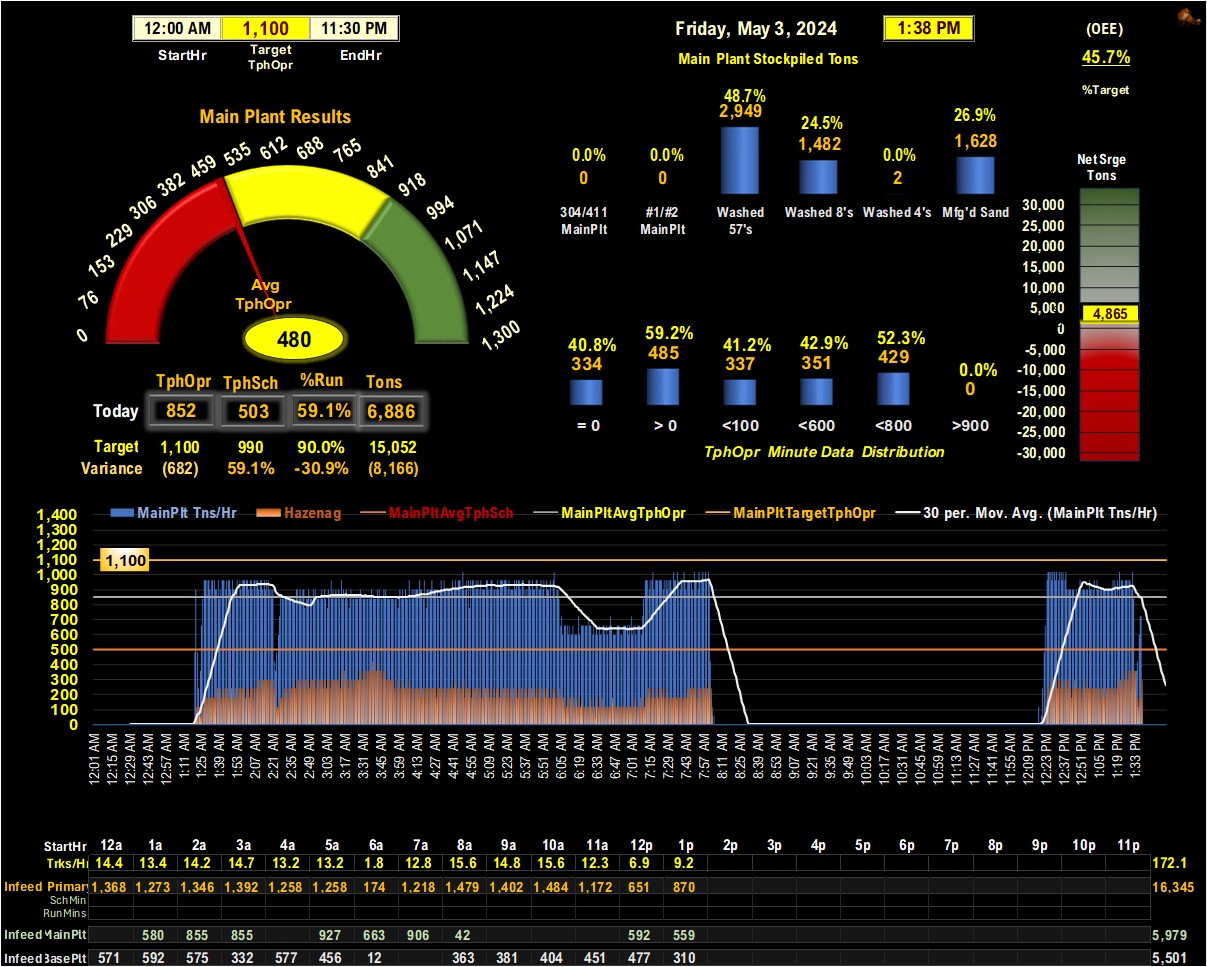 12:00 AM 1,100 11:30 PM
StartHr Target TphOpr EndHr
Friday, May 3, 2024 1:38 PM
Main Plant Stockpiled Tons
(OEE)
45.7%
%Target
Main Plant Results
0 76 153 229 306 382 459 535 612 688 765 841 918 994 1,071 1,147 1,224 1,300
Avg
TphOpr
480
TphOpr TphSch %Run Tons
Today 852 503 59.1% 6,886
Target 1,100 990 90.0% 15,052
Variance (682) 59.1% -30.9% (8,166)
0.0% 0.0% 48.7% 24.5% 0.0% 26.9%
0 0 2,949 1,482 2 1,628
304/411 MainPlt #1/#2 MainPlt Washed 57's Washed 8's Washed 4's Mfg'd Sand
40.8% 59.2% 41.2% 42.9% 52.3% 0.0%
334 485 337 351 429 0
= 0 > 0 <100 <600 <800 >900
TphOpr Minute Data Distribution
Net Srge
Tons
30,000
25,000
20,000
15,000
10,000
5,000
4,865
0
-5,000
-10,000
-15,000
-20,000
-25,000
-30,000
MainPlt Tns/Hr Hazenag MainPltAvgTphSch MainPltAvgTphOpr MainPltTargetTphOpr 30 per. Mov. Avg. (MainPlt Tns/Hr)
1,400
1,300
1,200
1,100
1,100
1,000
900
800
700
600
500
400
300
200
100
0
12:01 AM 12:15 AM 12:29 AM 12:43 AM 12:57 AM 1:11 AM 1:25 AM 1:39 AM 1:53 AM 2:07 AM 2:21 AM 2:35 AM 2:49 AM 3:03 AM 3:17 AM 3:31 AM 3:45 AM 3:59 AM 4:13 AM 4:27 AM 4:41 AM 4:55 AM 5:09 AM 5:23 AM 5:37 AM 5:51 AM 6:05 AM 6:19 AM 6:33 AM 6:47 AM 7:01 AM 7:15 AM 7:29 AM 7:43 AM 7:57 AM 8:11 AM 8:25 AM 8:39 AM 8:53 AM 9:07 AM 9:21 AM 9:35 AM 9:49 AM 10:03 AM 10:17 AM 10:31 AM 10:45 AM 10:59 AM 11:13 AM 11:27 AM 11:41 AM 11:55 AM 12:09 PM 12:23 PM 12:37 PM 12:51 PM 1:05 PM 1:19 PM 1:33 PM
StartHr 12a 1a 2a 3a 4a 5a 6a 7a 8a 9a 10a 11a 12p 1p 2p 3p 4p 5p 6p 7p 8p 9p 10p 11p
Trks/Hr 14.4 13.4 14.2 14.7 13.2 13.2 1.8 12.8 15.6 14.8 15.6 12.3 6.9 9.2 172.1
Infeed Primary 1,368 1,273 1,346 1,392 1,258 1,258 174 1,218 1,479 1,402 1,484 1,172 651 870 16,345
Sch Min
Run Mins
Infeed MainPlt 580 855 855 927 663 906 42 592 559 5,979
Infeed BasePlt 571 592 575 332 577 456 12 363 381 404 451 477 310 5,501